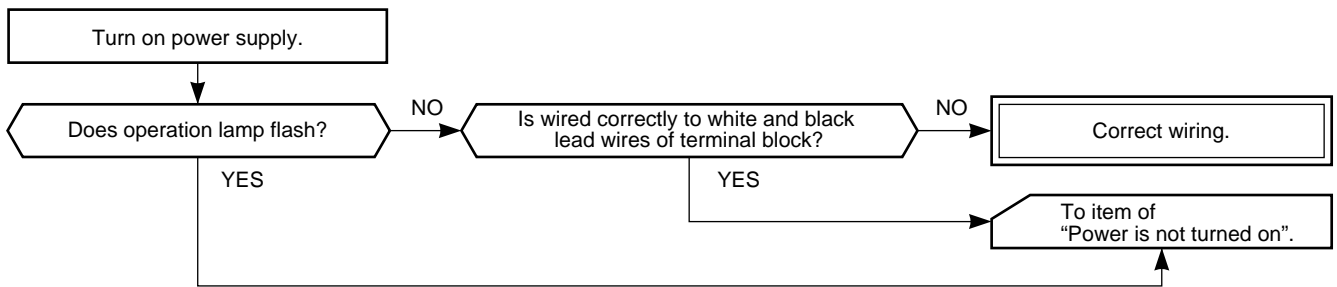 Turn on power supply.
Does operation lamp flash?
NO
Is wired correctly to white and black
lead wires of terminal block?
NO
Correct wiring.
YES
YES
To item of
“Power is not turned on”.